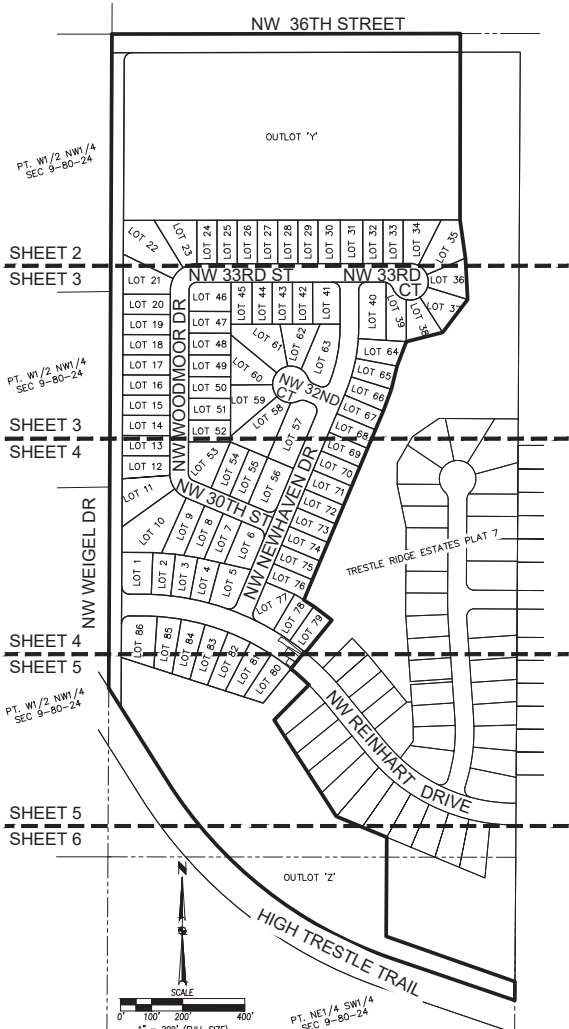 NW 36TH STREET
OUTLOT 'Y'
PT. W1/2 NW1/4
SEC 9-80-24
LOT 22
LOT 23
LOT 24
LOT 25
LOT 26
LOT 27
LOT 28
LOT 29
LOT 30
LOT 31
LOT 32
LOT 33
LOT 34
LOT 35
SHEET 2
SHEET 3
NW 33RD ST
NW 33RD
CT
LOT 36
LOT 37
LOT 38
LOT 39
LOT 40
LOT 21
LOT 20
LOT 19
LOT 18
LOT 17
LOT 16
LOT 15
LOT 14
LOT 13
LOT 12
LOT 11
LOT 10
NW WOODMOOR DR
LOT 46
LOT 47
LOT 48
LOT 49
LOT 50
LOT 51
LOT 52
LOT 45
LOT 44
LOT 43
LOT 42
LOT 41
LOT 61
LOT 62
LOT 63
LOT 60
LOT 59
LOT 58
LOT 57
NW 32ND
CT
LOT 64
LOT 65
LOT 66
LOT 67
LOT 68
LOT 69
LOT 70
LOT 71
LOT 72
LOT 73
LOT 74
LOT 75
LOT 76
LOT 77
LOT 78
LOT 79
PT. W1/2 NW1/4
SEC 9-80-24
SHEET 3
SHEET 4
LOT 53
LOT 54
LOT 55
LOT 56
NW 30TH ST
NW NEWHAVEN DR
LOT 9
LOT 8
LOT 7
LOT 6
LOT 1
LOT 2
LOT 3
LOT 4
LOT 5
NW WEIGEL DR
TRESTLE RIDGE ESTATES PLAT 7
LOT 86
LOT 85
LOT 84
LOT 83
LOT 82
LOT 81
LOT 80
SHEET 4
SHEET 5
PT. W1/2 NW1/4
SEC 9-80-24
NW REINHART DRIVE
SHEET 5
SHEET 6
OUTLOT 'Z'
HIGH TRESTLE TRAIL
N
SCALE
0' 100' 200' 400'
1" = 200' (FULL SIZE)
PT. NE1/4 SW1/4
SEC 9-80-24